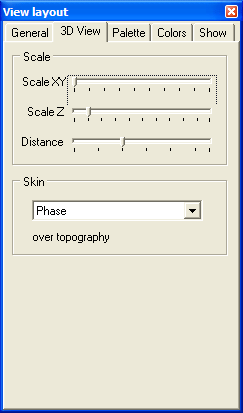 View layout
General 3D View Palette Colors Show
Scale
Scale XY
Scale Z
Distance
Skin
Phase
over topography